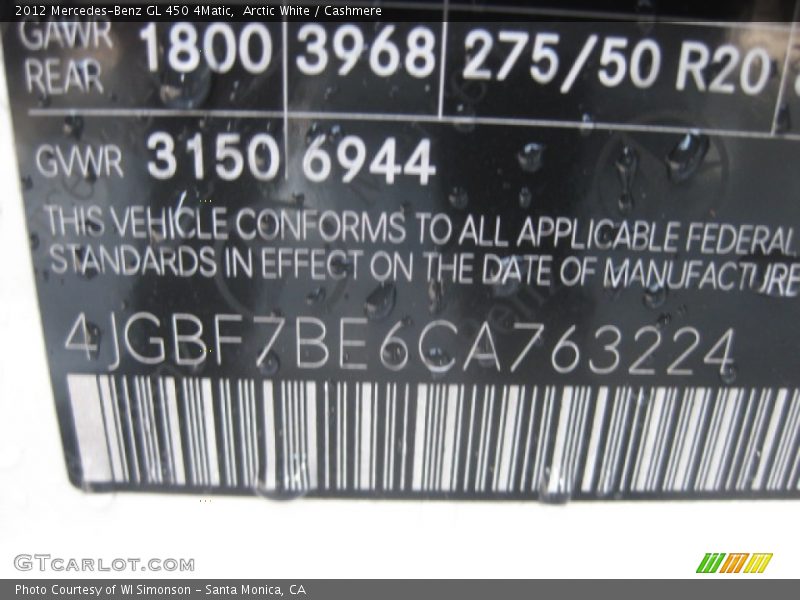 2012 Mercedes-Benz GL 450 4Matic,  Arctic White / Cashmere
GAWR 1800 3968 275/50 R20
REAR
GVWR 3150 6944
THIS VEHICLE CONFORMS TO ALL APPLICABLE FEDERAL
STANDARDS IN EFFECT ON THE DATE OF MANUFACTURE
4JGBF7BE6CA763224
GTCARLOT.COM
Photo Courtesy of WI Simonson - Santa Monica, CA